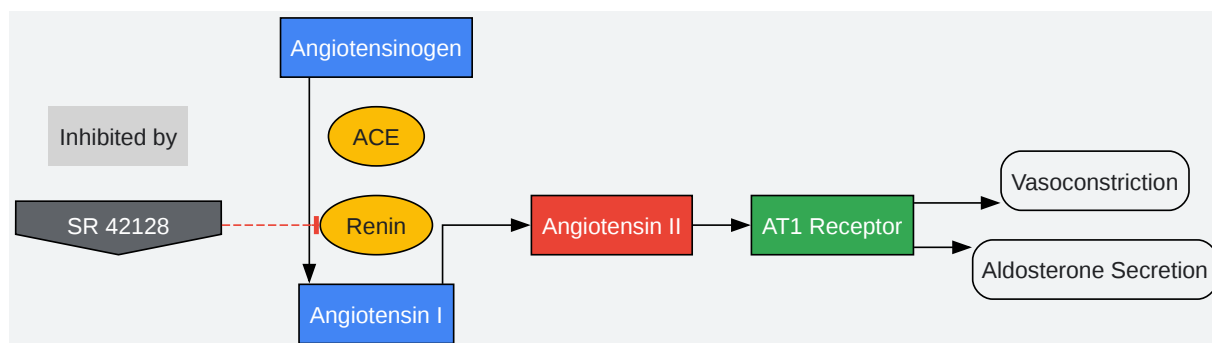 Angiotensinogen
Inhibited by
ACE
SR 42128
Renin
Angiotensin I
Angiotensin II
AT1 Receptor
Vasoconstriction
Aldosterone Secretion